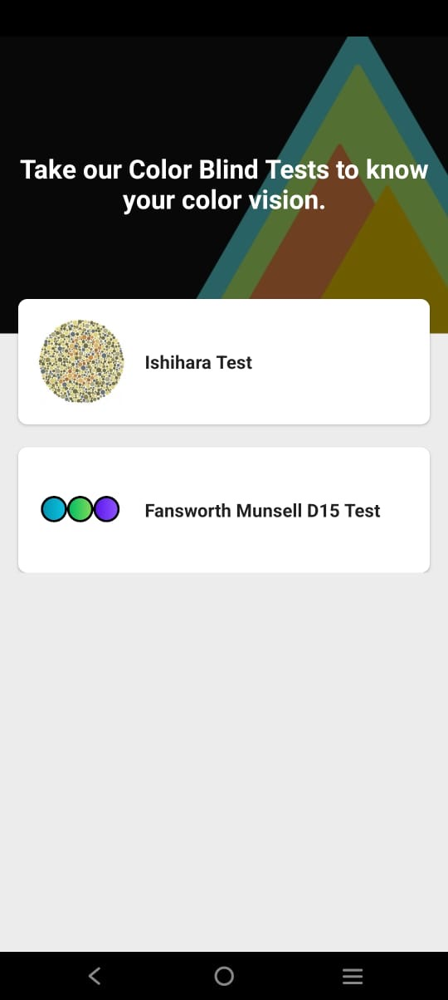 Take our Color Blind Tests to know
your color vision.
Ishihara Test
Fansworth Munsell D15 Test